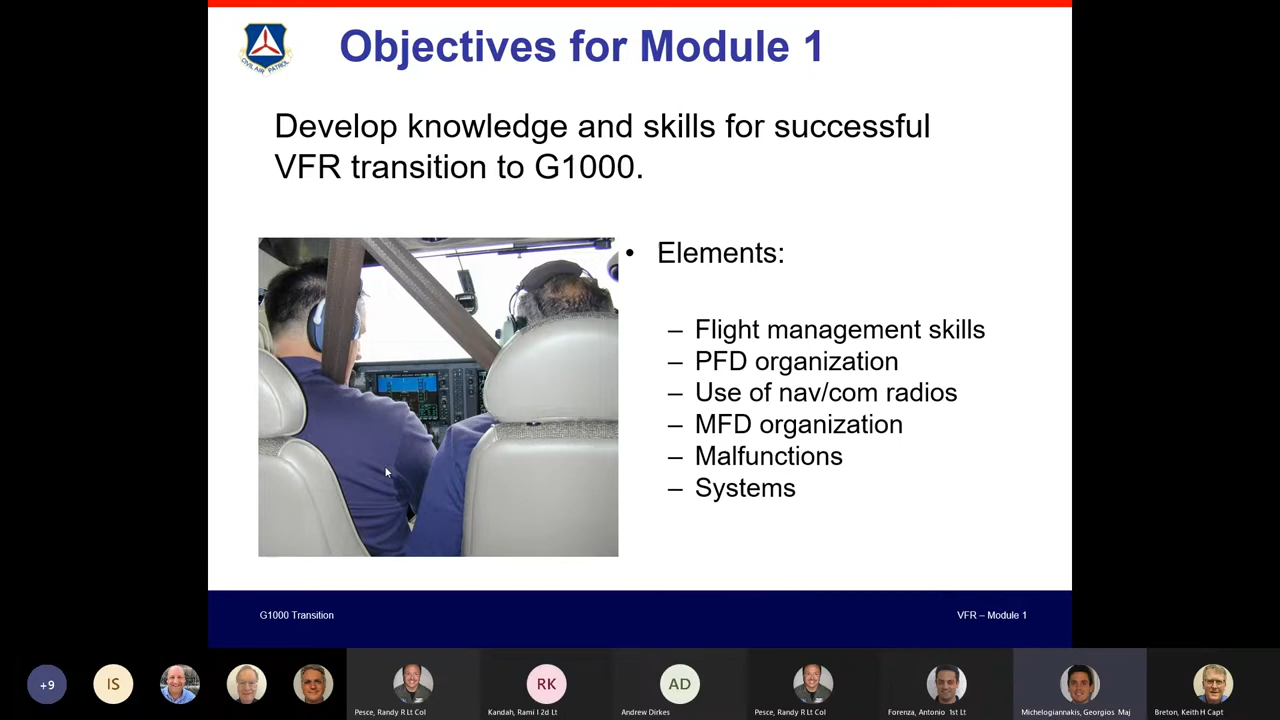 Objectives for Module 1
CIVIL AIR PATROL
Develop knowledge and skills for successful
VFR transition to G1000.
• Elements:
– Flight management skills
– PFD organization
– Use of nav/com radios
– MFD organization
– Malfunctions
– Systems
G1000 Transition
VFR – Module 1
+9
IS
RK
AD
Pesce, Randy R Lt Col
Kandah, Rami I 2d Lt
Andrew Dirkes
Pesce, Randy R Lt Col
Forenza, Antonio 1st Lt
Michelogiannakis, Georgios Maj
Breton, Keith H Capt